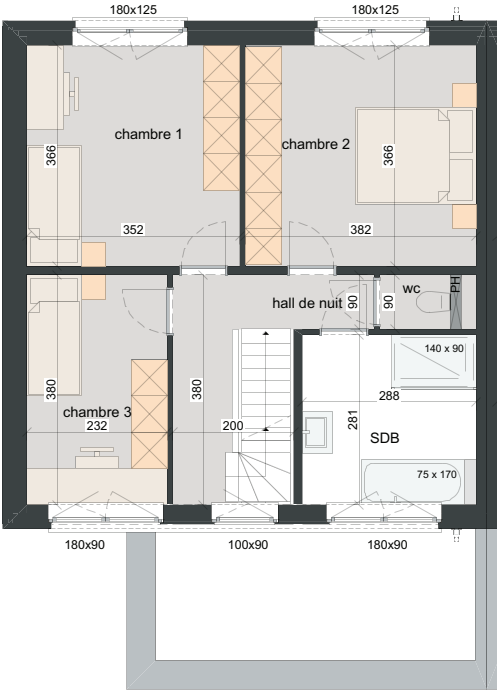 180x125
180x125
chambre 1
chambre 2
366
366
352
382
hall de nuit
90
90
wc
PH
140 x 90
380
380
chambre 3
232
200
288
281
SDB
75 x 170
180x90
100x90
180x90